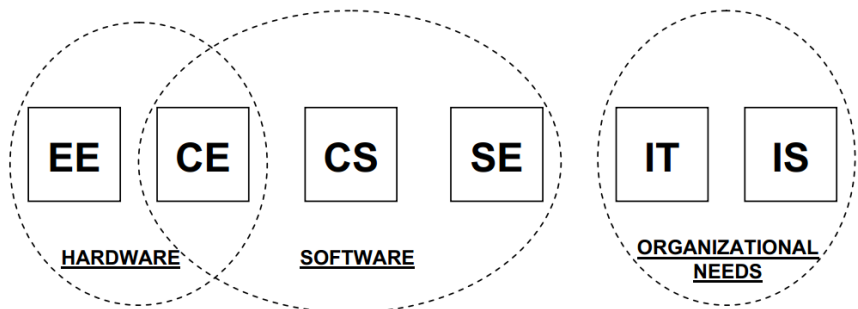 EE CE CS SE IT IS
HARDWARE SOFTWARE ORGANIZATIONAL
NEEDS